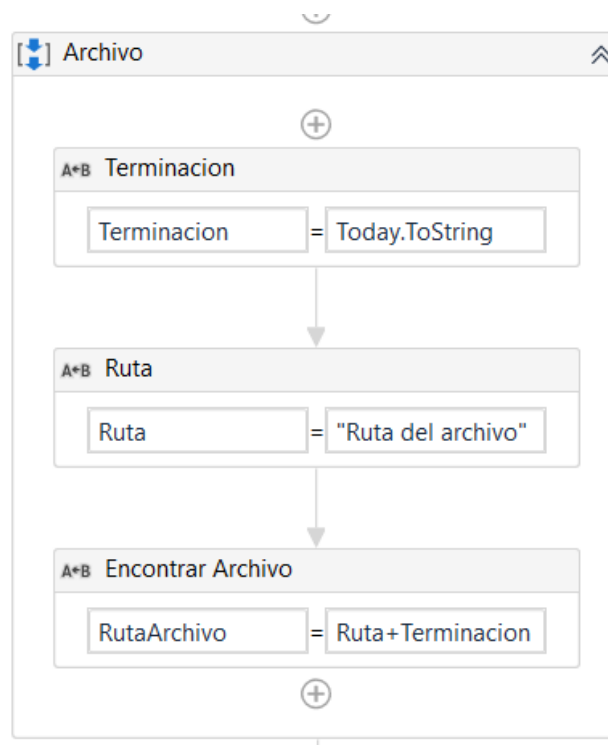 Archivo
A←B Terminacion
Terminacion = Today.ToString
A←B Ruta
Ruta = "Ruta del archivo"
A←B Encontrar Archivo
RutaArchivo = Ruta+Terminacion